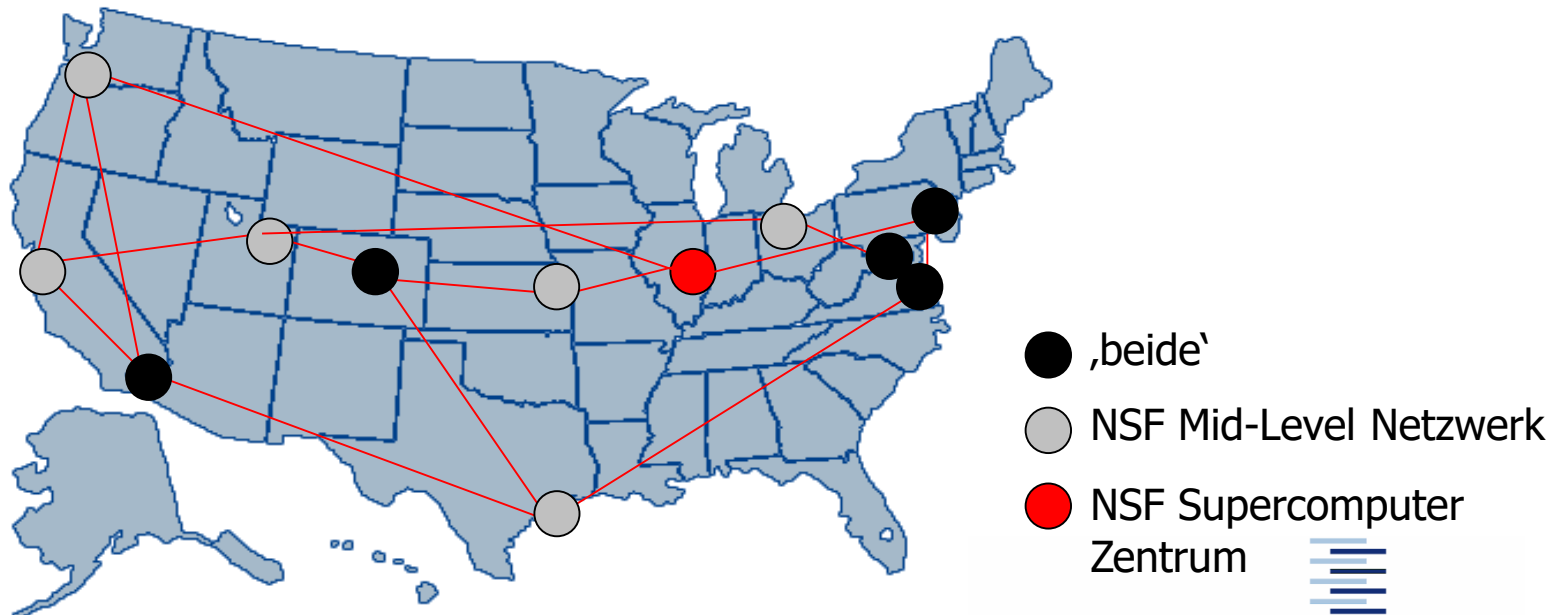 ‚beide‘
NSF Mid-Level Netzwerk
NSF Supercomputer
Zentrum